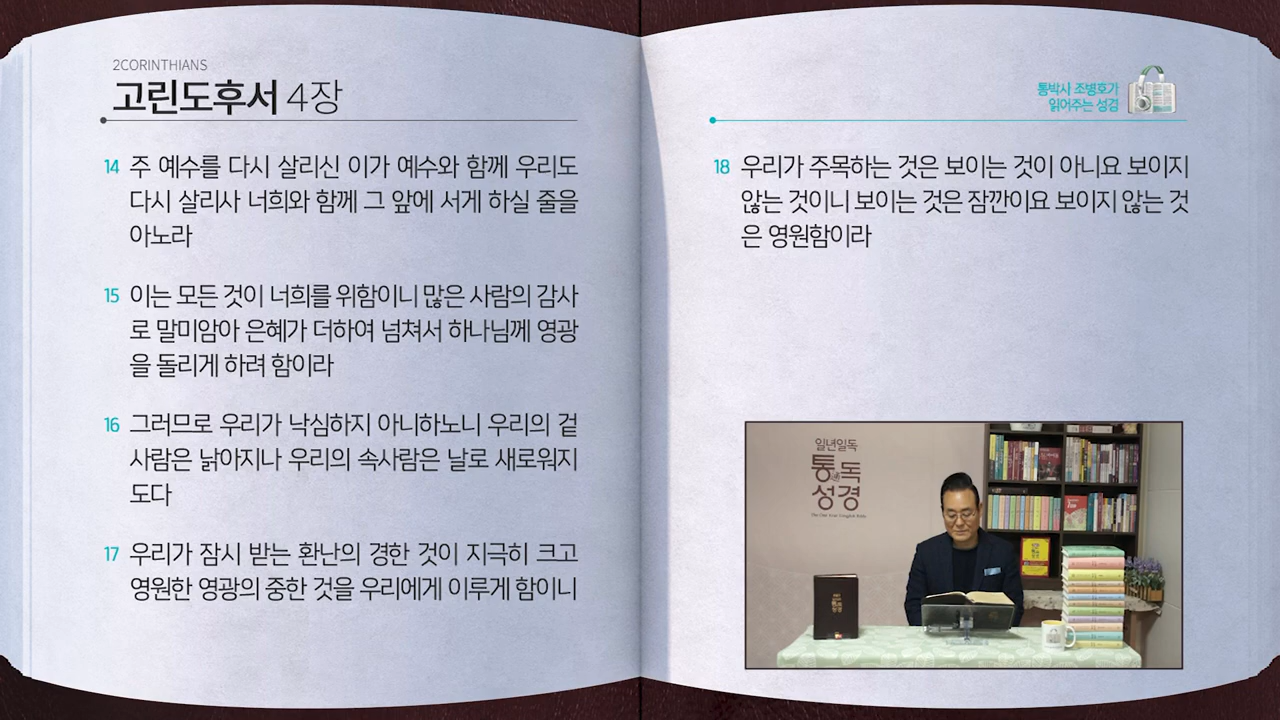 2CORINTHIANS
고린도후서 4장
14 주 예수를 다시 살리신 이가 예수와 함께 우리도
다시 살리사 너희와 함께 그 앞에 서게 하실 줄을
아노라
15 이는 모든 것이 너희를 위함이니 많은 사람의 감사
로 말미암아 은혜가 더하여 넘쳐서 하나님께 영광
을 돌리게 하려 함이라
16 그러므로 우리가 낙심하지 아니하노니 우리의 겉
사람은 낡아지나 우리의 속사람은 날로 새로워지
도다
17 우리가 잠시 받는 환난의 경한 것이 지극히 크고
영원한 영광의 중한 것을 우리에게 이루게 함이니
통박사 조병호가
읽어주는 성경
18 우리가 주목하는 것은 보이는 것이 아니요 보이지
않는 것이니 보이는 것은 잠깐이요 보이지 않는 것
은 영원함이라
일년일독
통독
성경